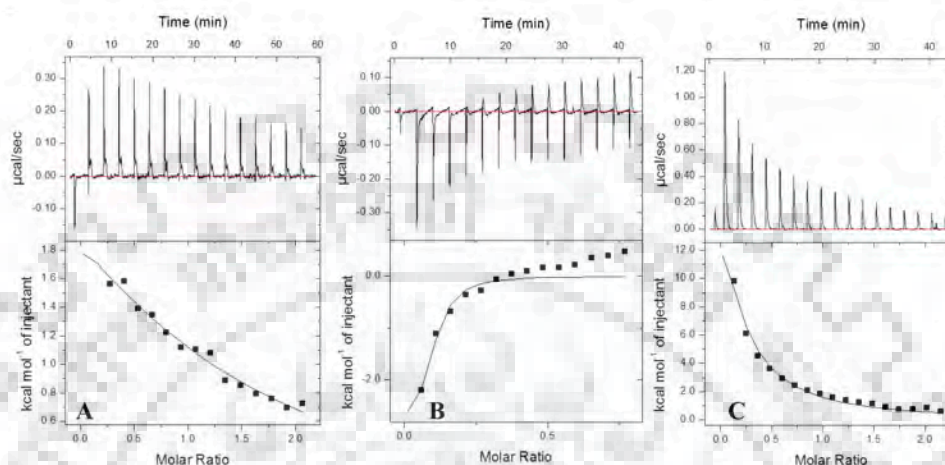 Time (min)
0 10 20 30 40 50 60
0.30
0.20
0.10
0.00
-0.10
µcal/sec
1.8
1.6
1.4
1.2
1.0
0.8
0.6
kcal mol⁻¹ of injectant
A
0.0 0.5 1.0 1.5 2.0
Molar Ratio
Time (min)
0 10 20 30 40
0.10
0.00
-0.10
-0.20
-0.30
µcal/sec
0.0
-2.0
kcal mol⁻¹ of injectant
B
0.0 0.5
Molar Ratio
Time (min)
0 10 20 30 40
1.20
1.00
0.80
0.60
0.40
0.20
0.00
µcal/sec
12.0
10.0
8.0
6.0
4.0
2.0
0.0
kcal mol⁻¹ of injectant
C
0.0 0.5 1.0 1.5 2.0
Molar Ratio